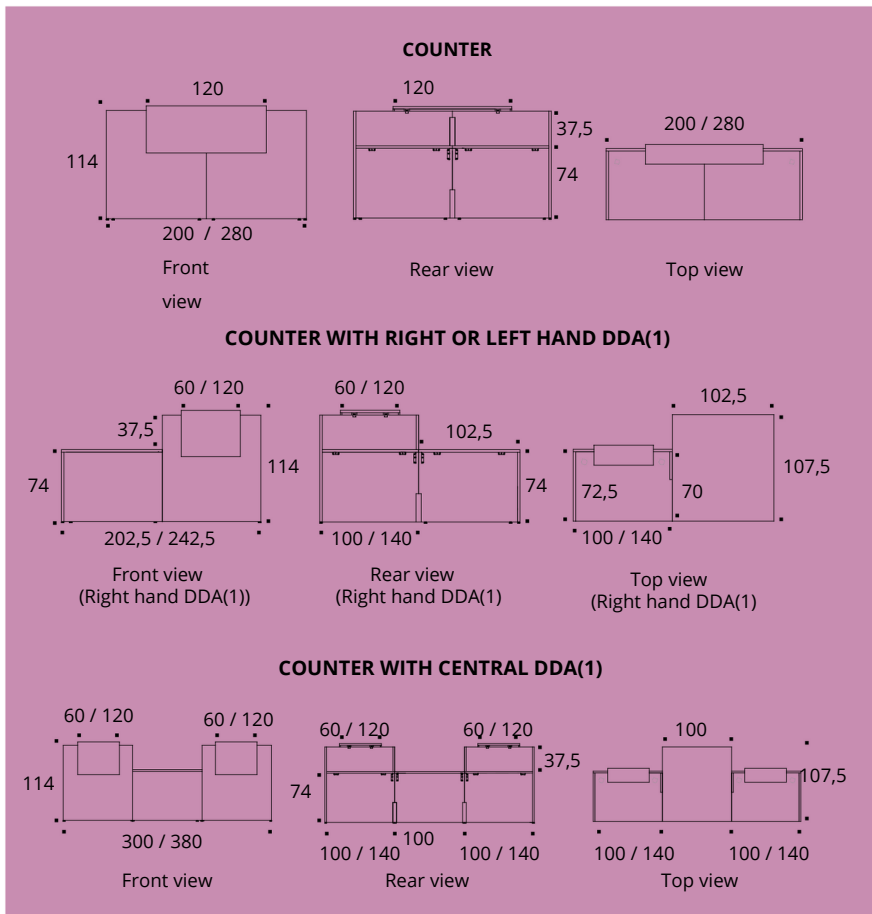 COUNTER
120
114
200 / 280
Front
view
120
37,5
74
Rear view
200 / 280
Top view
COUNTER WITH RIGHT OR LEFT HAND DDA(1)
60 / 120
37,5
74
114
202,5 / 242,5
Front view
(Right hand DDA(1))
60 / 120
102,5
74
100 / 140
Rear view
(Right hand DDA(1)
102,5
72,5
70
107,5
100 / 140
Top view
(Right hand DDA(1)
COUNTER WITH CENTRAL DDA(1)
60 / 120
60 / 120
114
300 / 380
Front view
60 / 120
60 / 120
37,5
74
100
100 / 140
100 / 140
Rear view
100
107,5
100 / 140
100 / 140
Top view